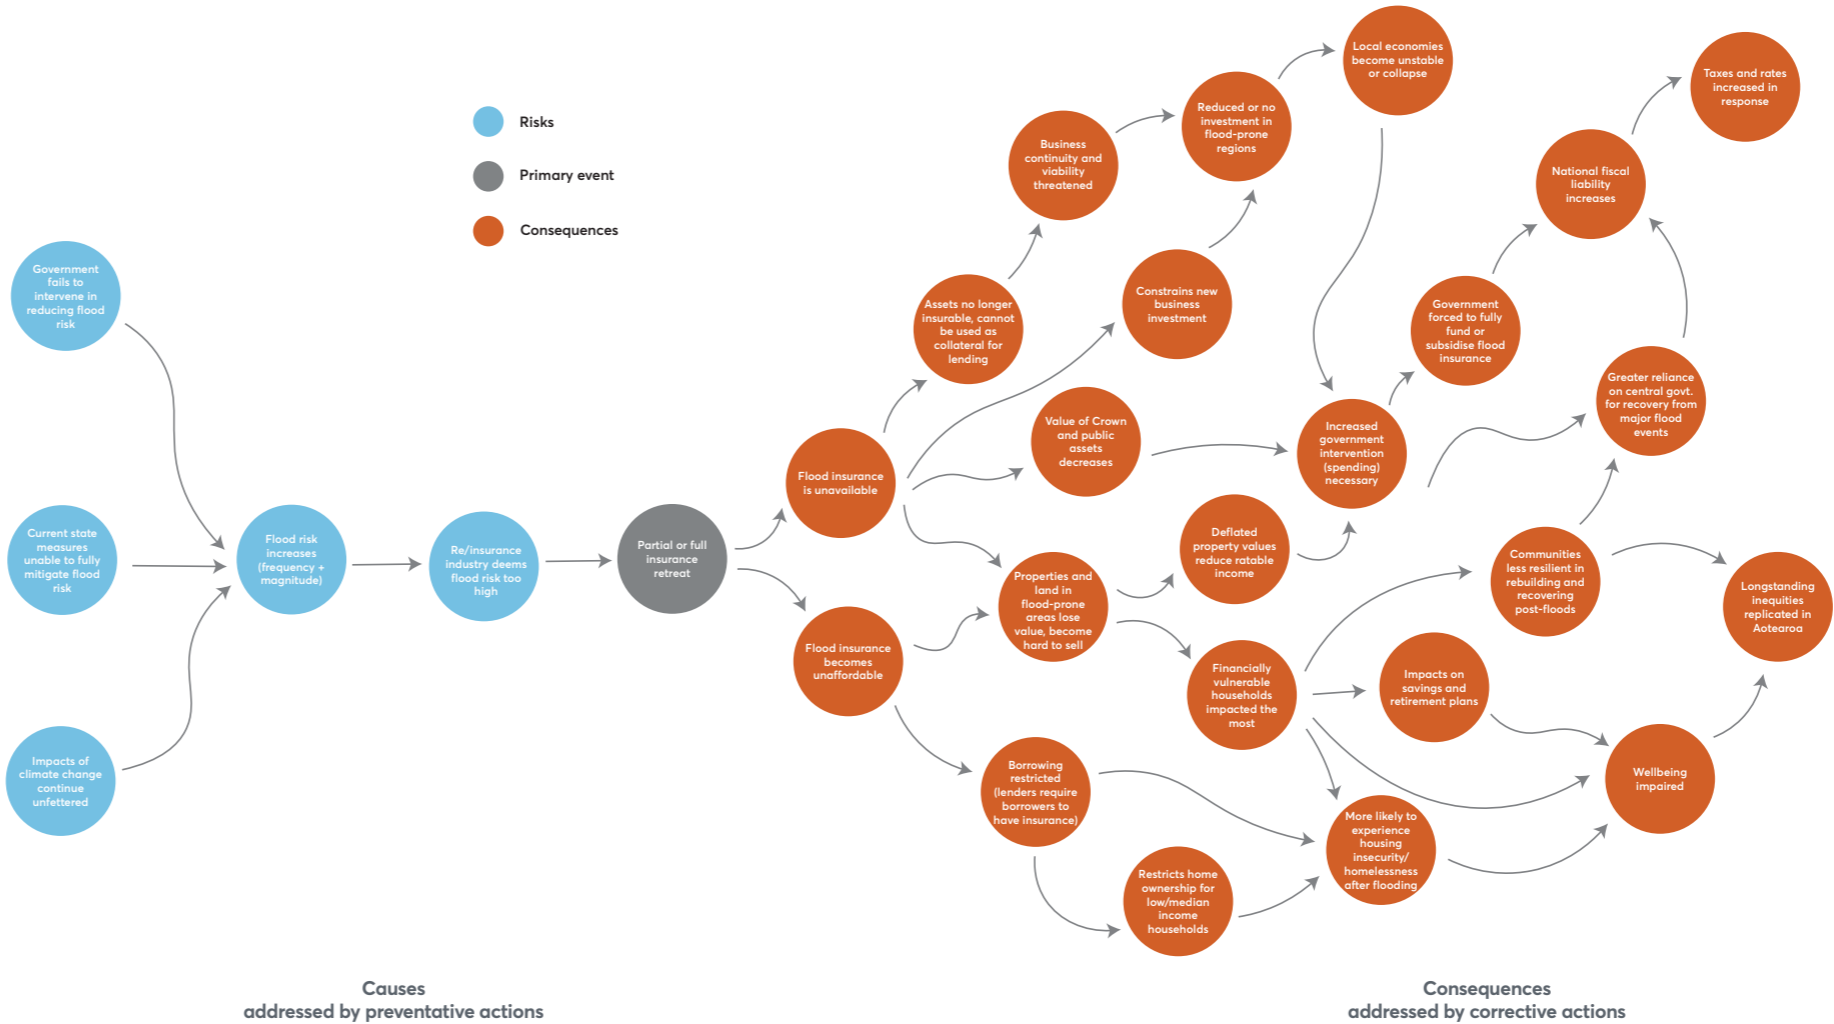 Risks
Primary event
Consequences
Government
fails to
intervene in
reducing flood
risk
Current state
measures
unable to fully
mitigate flood
risk
Impacts of
climate change
continue
unfettered
Flood risk
increases
(frequency +
magnitude)
Re/insurance
industry deems
flood risk too
high
Partial or full
insurance
retreat
Flood insurance
is unavailable
Flood insurance
becomes
unaffordable
Assets no longer
insurable, cannot
be used as
collateral for
lending
Business
continuity and
viability
threatened
Reduced or no
investment in
flood-prone
regions
Local economies
become unstable
or collapse
Constrains new
business
investment
Value of Crown
and public
assets
decreases
Properties and
land in
flood-prone
areas lose
value, become
hard to sell
Deflated
property values
reduce ratable
income
Increased
government
intervention
(spending)
necessary
Government
forced to fully
fund or
subsidise flood
insurance
National fiscal
liability
increases
Taxes and rates
increased in
response
Greater reliance
on central govt.
for recovery from
major flood
events
Communities
less resilient in
rebuilding and
recovering
post-floods
Longstanding
inequities
replicated in
Aotearoa
Financially
vulnerable
households
impacted the
most
Impacts on
savings and
retirement plans
Wellbeing
impaired
Borrowing
restricted
(lenders require
borrowers to
have insurance)
Restricts home
ownership for
low/median
income
households
More likely to
experience
housing
insecurity/
homelessness
after flooding
Causes
addressed by preventative actions
Consequences
addressed by corrective actions